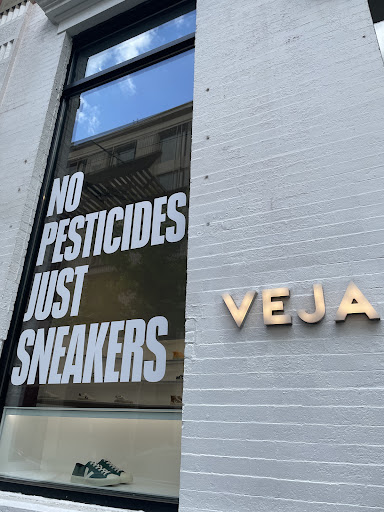 NO
PESTICIDES
JUST
SNEAKERS
VEJA